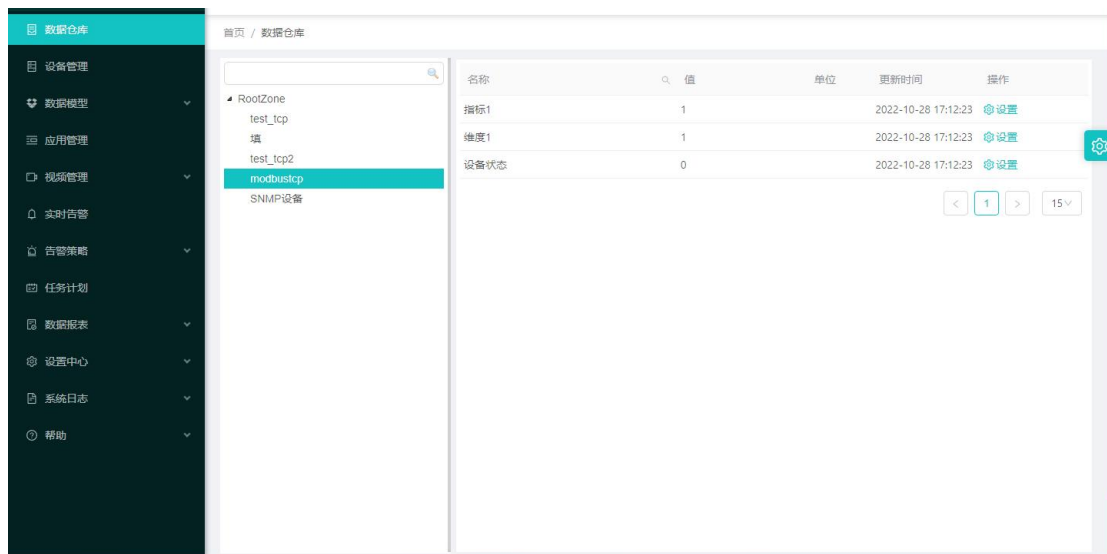 数据仓库
设备管理
数据模型
应用管理
视频管理
实时告警
告警策略
任务计划
数据报表
设置中心
系统日志
帮助
首页 / 数据仓库
RootZone
test_tcp
填
test_tcp2
modbustcp
SNMP设备
名称 值 单位 更新时间 操作
指标1 1 2022-10-28 17:12:23 设置
维度1 1 2022-10-28 17:12:23 设置
设备状态 0 2022-10-28 17:12:23 设置
< 1 > 15